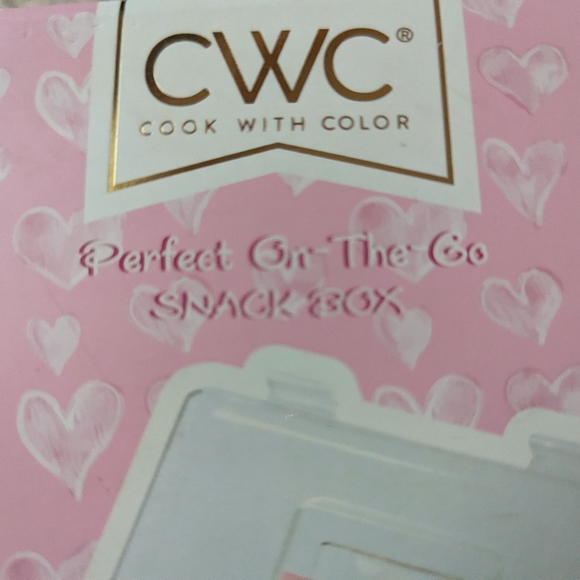 CWC®
COOK WITH COLOR
Perfect On-The-Go
SNACK BOX